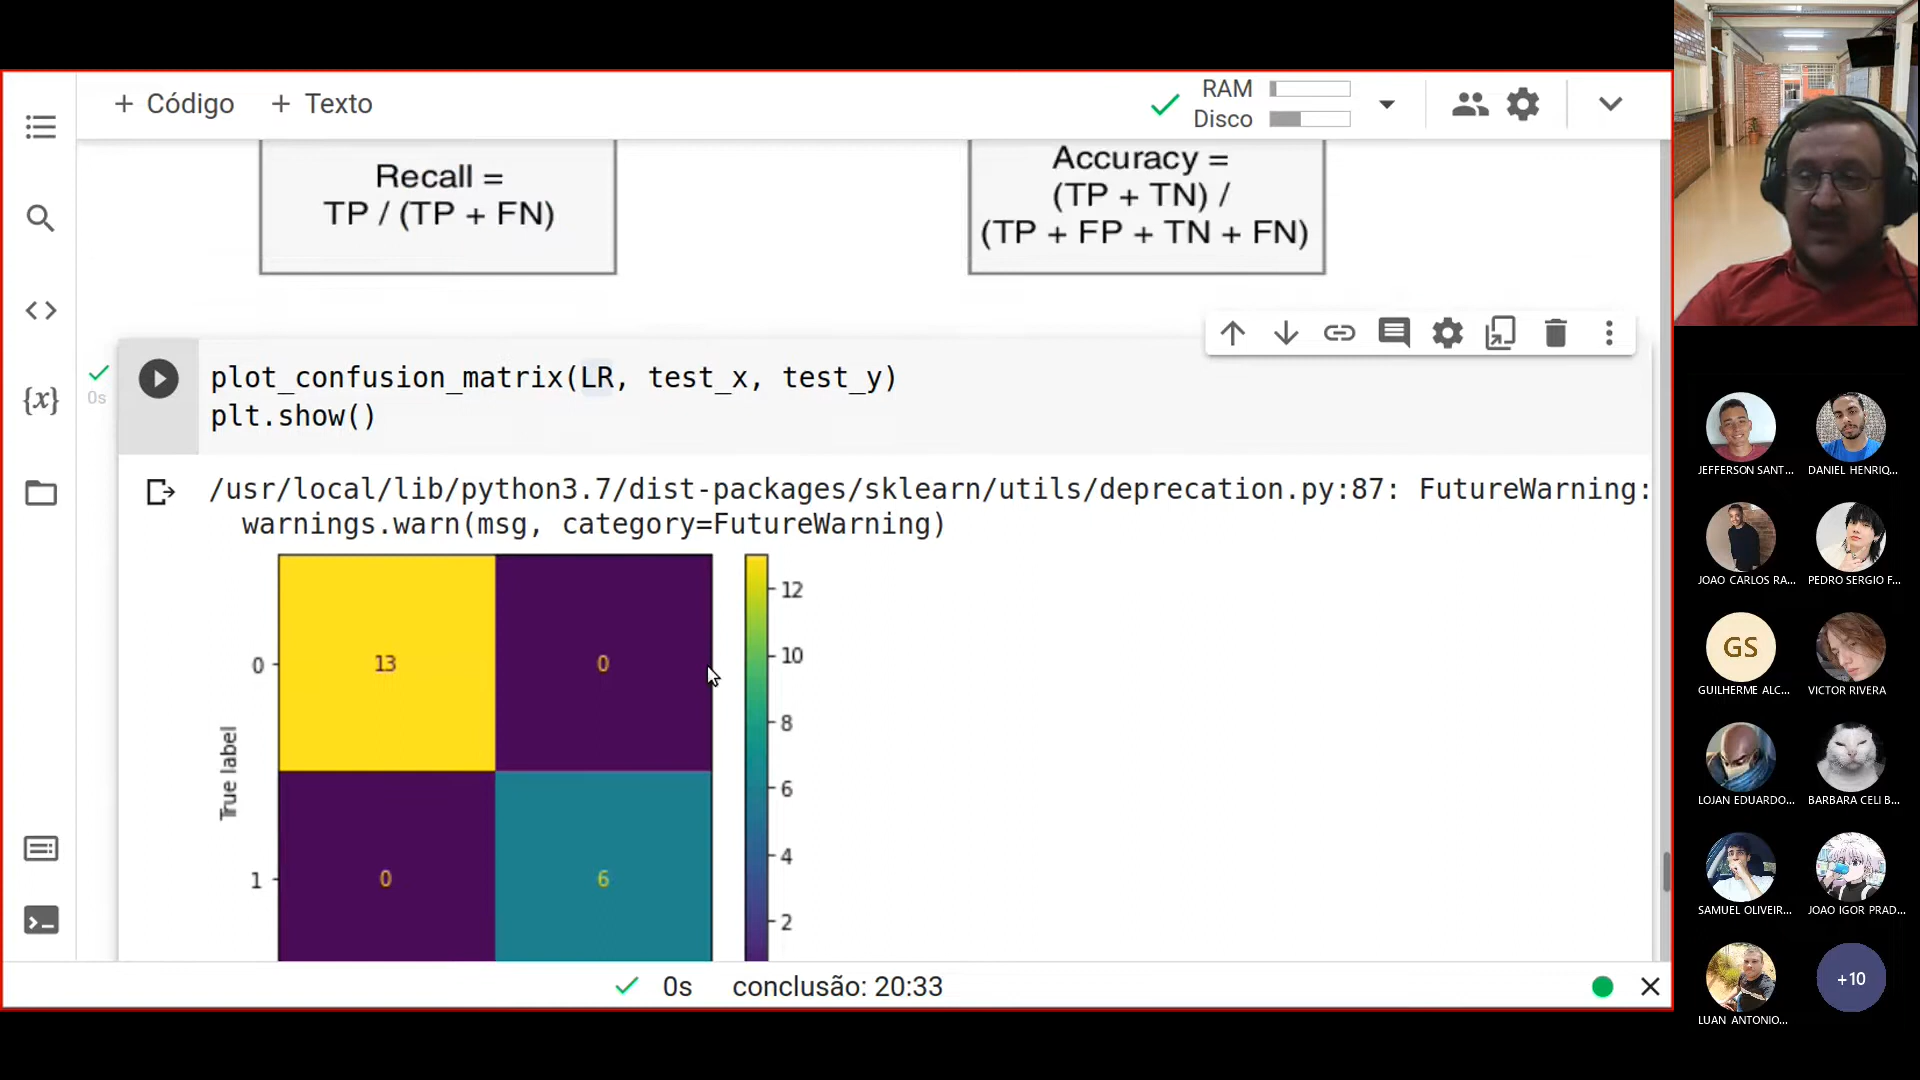 + Código + Texto
RAM
Disco
Recall =
TP / (TP + FN)
Accuracy =
(TP + TN) /
(TP + FP + TN + FN)
0s
plot_confusion_matrix(LR, test_x, test_y)
plt.show()
/usr/local/lib/python3.7/dist-packages/sklearn/utils/deprecation.py:87: FutureWarning:
warnings.warn(msg, category=FutureWarning)
{x}
13
0
0
0
6
0
1
True label
12
10
8
6
4
2
0s conclusão: 20:33
JEFFERSON SANT...
DANIEL HENRIQ...
JOAO CARLOS RA...
PEDRO SERGIO F...
GS
GUILHERME ALC...
VICTOR RIVERA
LOJAN EDUARDO...
BARBARA CELI B...
SAMUEL OLIVEIR...
JOAO IGOR PRAD...
LUAN ANTONIO...
+10